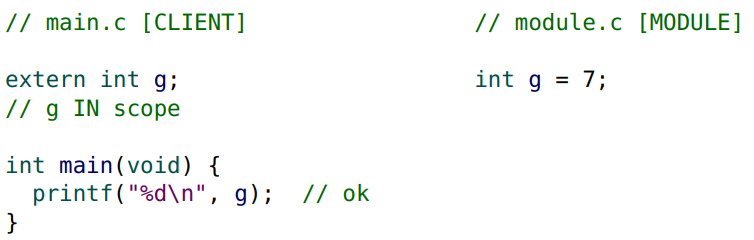 // main.c [CLIENT]
extern int g;
// g IN scope
int main(void) {
  printf("%d\n", g);  // ok
}
// module.c [MODULE]
int g = 7;